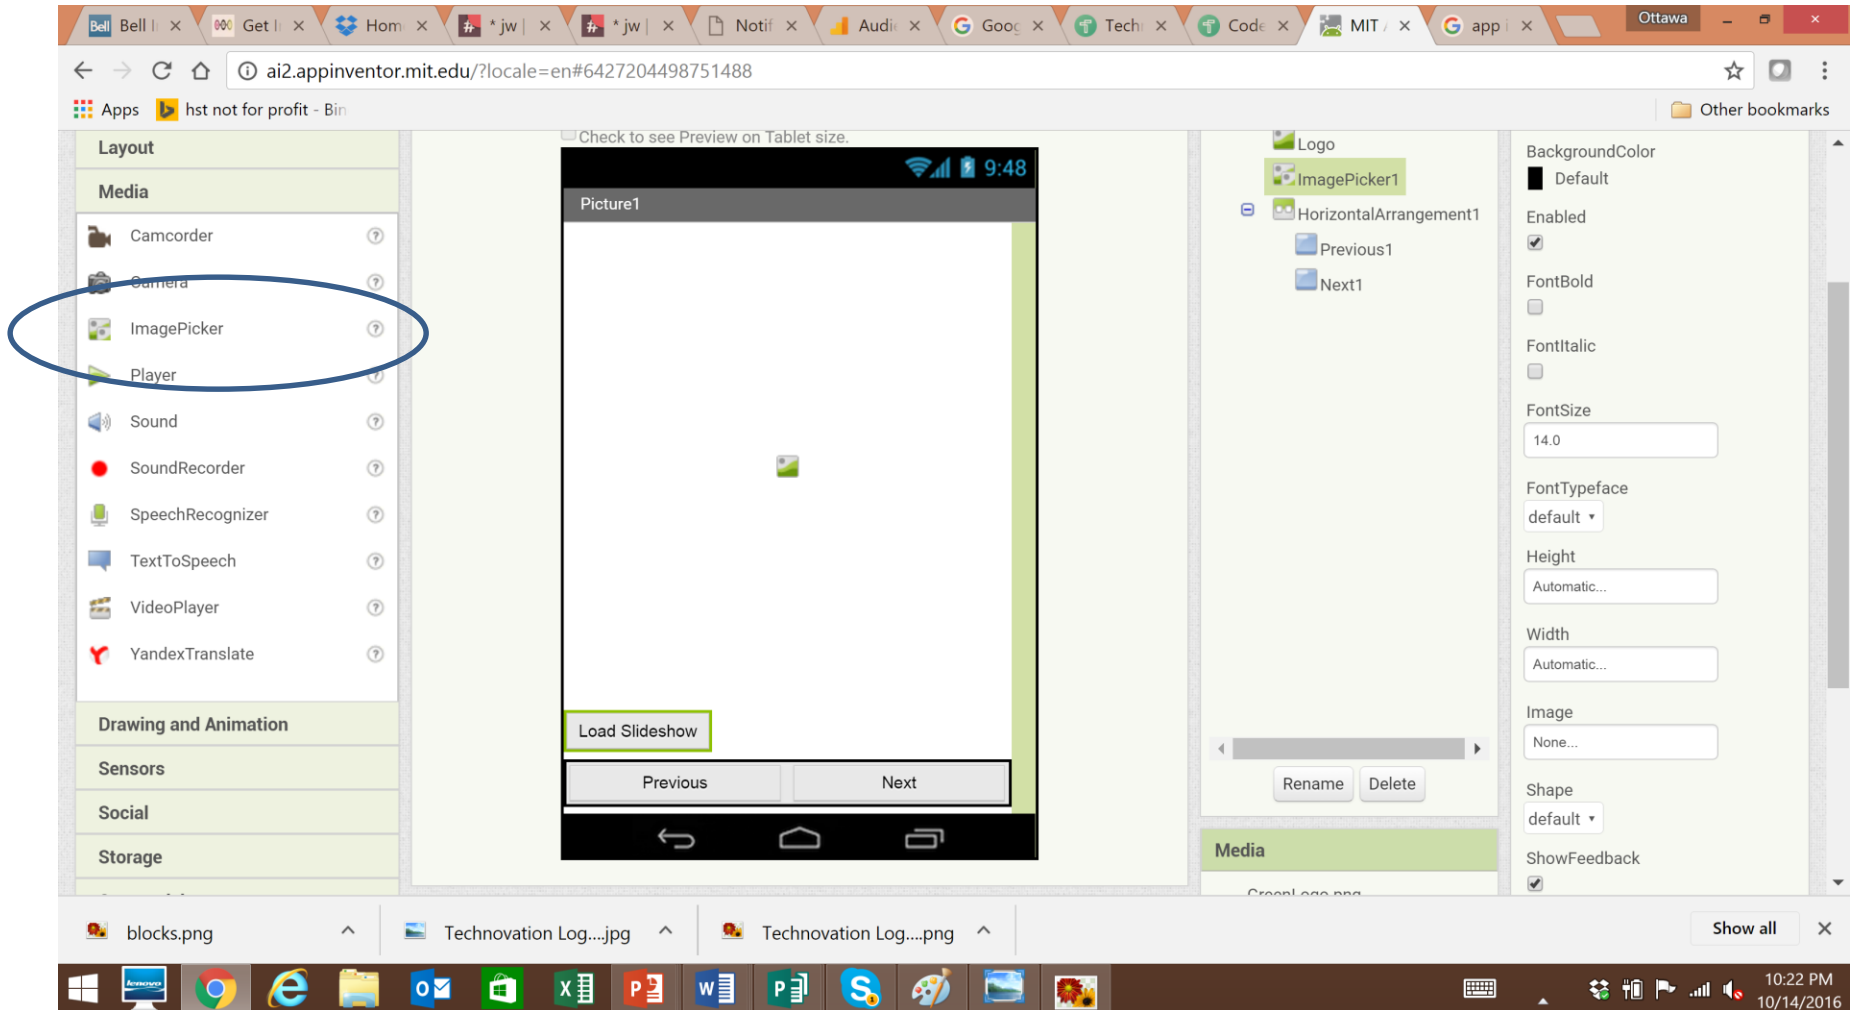 Bell I
Get I
Hom
* jw |
* jw |
Notif
Audi
Goog
Tech
Code
MIT
app i
Ottawa
ai2.appinventor.mit.edu/?locale=en#6427204498751488
Apps
hst not for profit - Bin
Other bookmarks
Layout
Media
Camcorder
Camera
ImagePicker
Player
Sound
SoundRecorder
SpeechRecognizer
TextToSpeech
VideoPlayer
YandexTranslate
Drawing and Animation
Sensors
Social
Storage
Check to see Preview on Tablet size.
9:48
Picture1
Load Slideshow
Previous
Next
Logo
ImagePicker1
HorizontalArrangement1
Previous1
Next1
Rename
Delete
Media
GreenLogo.png
BackgroundColor
Default
Enabled
FontBold
FontItalic
FontSize
14.0
FontTypeface
default
Height
Automatic...
Width
Automatic...
Image
None...
Shape
default
ShowFeedback
blocks.png
Technovation Log....jpg
Technovation Log....png
Show all
lenovo
10:22 PM
10/14/2016